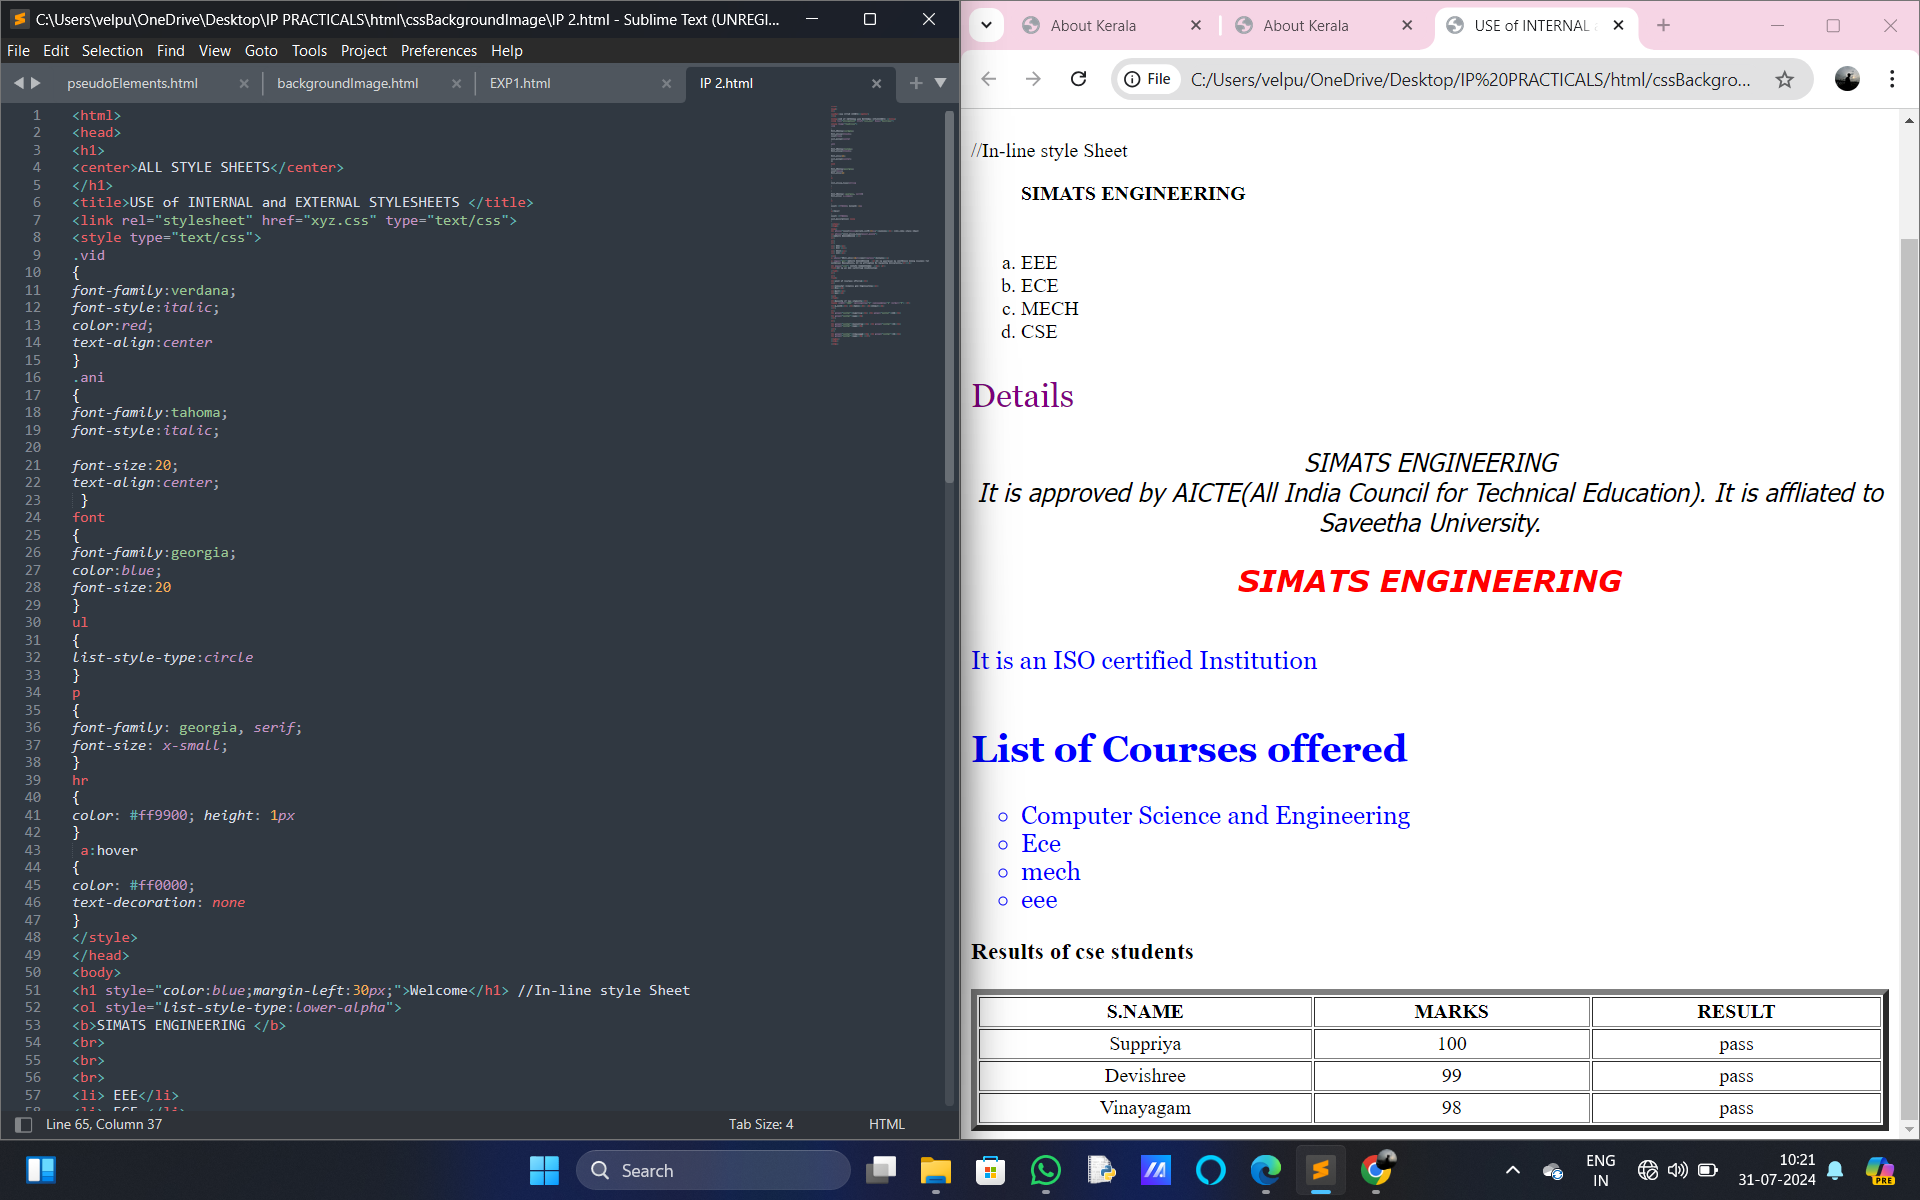 C:\Users\velpu\OneDrive\Desktop\IP PRACTICALS\html\cssBackgroundImage\IP 2.html - Sublime Text (UNREGI...
File Edit Selection Find View Goto Tools Project Preferences Help
pseudoElements.html
backgroundImage.html
EXP1.html
IP 2.html
1 <html>
2 <head>
3 <h1>
4 <center>ALL STYLE SHEETS</center>
5 </h1>
6 <title>USE of INTERNAL and EXTERNAL STYLESHEETS </title>
7 <link rel="stylesheet" href="xyz.css" type="text/css">
8 <style type="text/css">
9 .vid
10 {
11 font-family:verdana;
12 font-style:italic;
13 color:red;
14 text-align:center
15 }
16 .ani
17 {
18 font-family:tahoma;
19 font-style:italic;
20
21 font-size:20;
22 text-align:center;
23 }
24 font
25 {
26 font-family:georgia;
27 color:blue;
28 font-size:20
29 }
30 ul
31 {
32 list-style-type:circle
33 }
34 p
35 {
36 font-family: georgia, serif;
37 font-size: x-small;
38 }
39 hr
40 {
41 color: #ff9900; height: 1px
42 }
43 a:hover
44 {
45 color: #ff0000;
46 text-decoration: none
47 }
48 </style>
49 </head>
50 <body>
51 <h1 style="color:blue;margin-left:30px;">Welcome</h1> //In-line style Sheet
52 <ol style="list-style-type:lower-alpha">
53 <b>SIMATS ENGINEERING </b>
54 <br>
55 <br>
56 <br>
57 <li> EEE</li>
58 <li> ECE </li>
Line 65, Column 37
Tab Size: 4
HTML
About Kerala
About Kerala
USE of INTERNAL
File C:/Users/velpu/OneDrive/Desktop/IP%20PRACTICALS/html/cssBackgro...
//In-line style Sheet
SIMATS ENGINEERING
a. EEE
b. ECE
c. MECH
d. CSE
Details
SIMATS ENGINEERING
It is approved by AICTE(All India Council for Technical Education). It is affliated to
Saveetha University.
SIMATS ENGINEERING
It is an ISO certified Institution
List of Courses offered
Computer Science and Engineering
Ece
mech
eee
Results of cse students
S.NAME MARKS RESULT
Suppriya 100 pass
Devishree 99 pass
Vinayagam 98 pass
Search
ENG
IN
10:21
31-07-2024
PRE